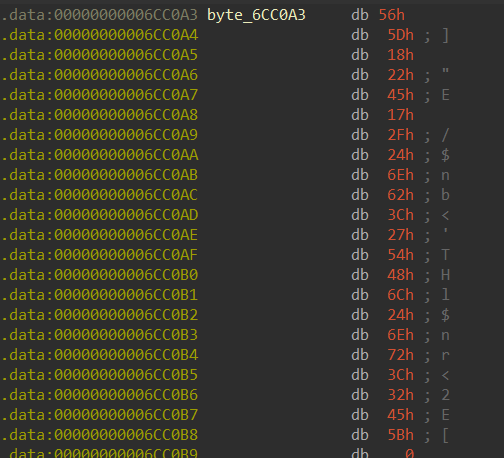 .data:00000000006CC0A3 byte_6CC0A3 db 56h
.data:00000000006CC0A4 db 5Dh ; ]
.data:00000000006CC0A5 db 18h
.data:00000000006CC0A6 db 22h ; "
.data:00000000006CC0A7 db 45h ; E
.data:00000000006CC0A8 db 17h
.data:00000000006CC0A9 db 2Fh ; /
.data:00000000006CC0AA db 24h ; $
.data:00000000006CC0AB db 6Eh ; n
.data:00000000006CC0AC db 62h ; b
.data:00000000006CC0AD db 3Ch ; <
.data:00000000006CC0AE db 27h ; '
.data:00000000006CC0AF db 54h ; T
.data:00000000006CC0B0 db 48h ; H
.data:00000000006CC0B1 db 6Ch ; l
.data:00000000006CC0B2 db 24h ; $
.data:00000000006CC0B3 db 6Eh ; n
.data:00000000006CC0B4 db 72h ; r
.data:00000000006CC0B5 db 3Ch ; <
.data:00000000006CC0B6 db 32h ; 2
.data:00000000006CC0B7 db 45h ; E
.data:00000000006CC0B8 db 5Bh ; [
.data:00000000006CC0B9 db 0